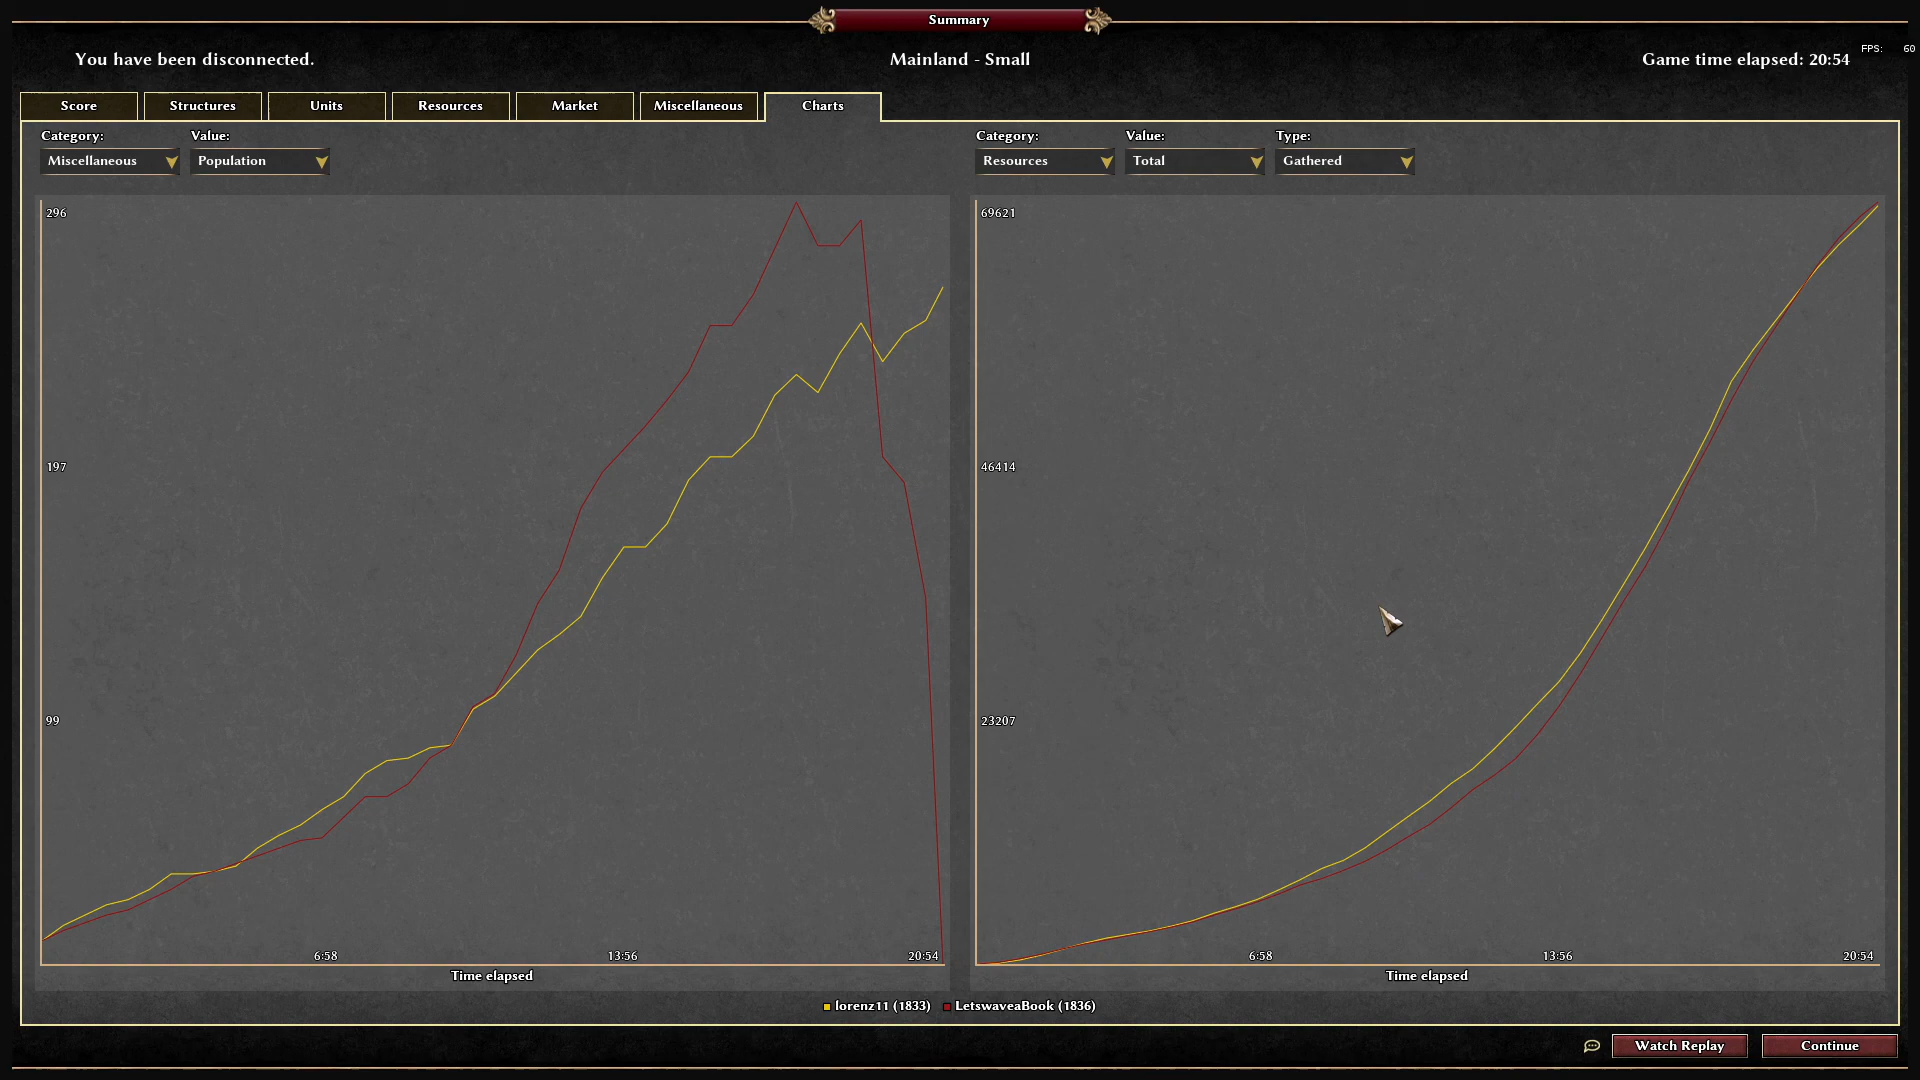 Summary
You have been disconnected.
Mainland - Small
Game time elapsed: 20:54
FPS: 60
Score
Structures
Units
Resources
Market
Miscellaneous
Charts
Category:
Value:
Miscellaneous
Population
Category:
Value:
Type:
Resources
Total
Gathered
296
197
99
6:58
13:56
20:54
Time elapsed
69621
46414
23207
6:58
13:56
20:54
Time elapsed
lorenz11 (1833)
LetswaveaBook (1836)
Watch Replay
Continue